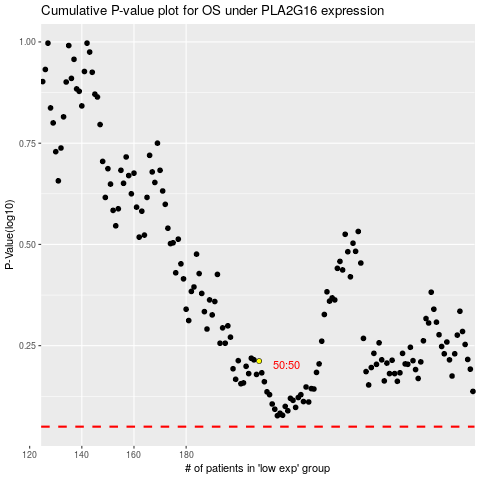 Cumulative P-value plot for OS under PLA2G16 expression
P-Value(log10)
1.00
0.75
0.50
0.25
50:50
120 140 160 180
# of patients in 'low exp' group